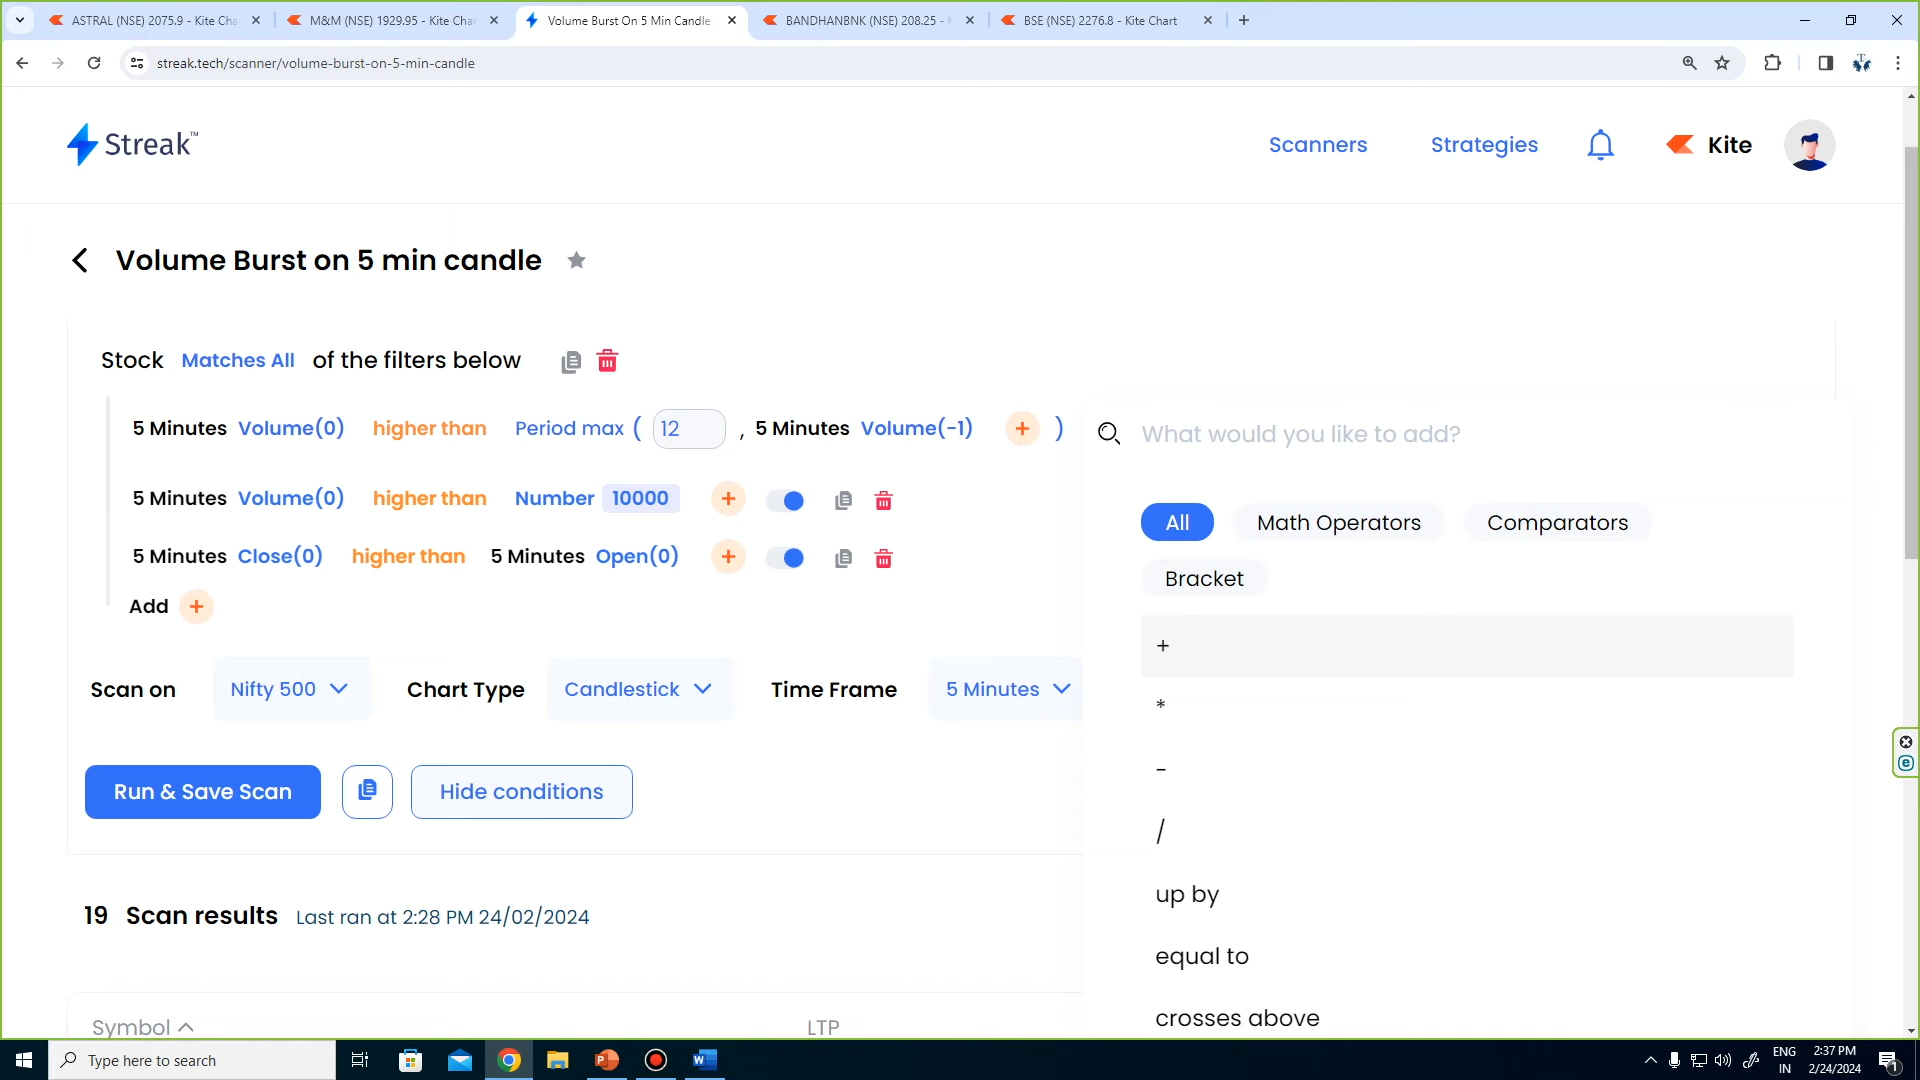 ASTRAL (NSE) 2075.9 - Kite Cha
M&M (NSE) 1929.95 - Kite Cha
Volume Burst On 5 Min Candle
BANDHANBNK (NSE) 208.25 - K
BSE (NSE) 2276.8 - Kite Chart
streak.tech/scanner/volume-burst-on-5-min-candle
Streak™
Scanners
Strategies
Kite
Volume Burst on 5 min candle
Stock Matches All of the filters below
5 Minutes Volume(0) higher than Period max ( 12 , 5 Minutes Volume(-1) + )
5 Minutes Volume(0) higher than Number 10000 +
5 Minutes Close(0) higher than 5 Minutes Open(0) +
Add +
What would you like to add?
All
Math Operators
Comparators
Bracket
+
*
-
/
up by
equal to
crosses above
Scan on Nifty 500 Chart Type Candlestick Time Frame 5 Minutes
Run & Save Scan
Hide conditions
19 Scan results Last ran at 2:28 PM 24/02/2024
Symbol
LTP
Type here to search
ENG
IN
2:37 PM
2/24/2024
1